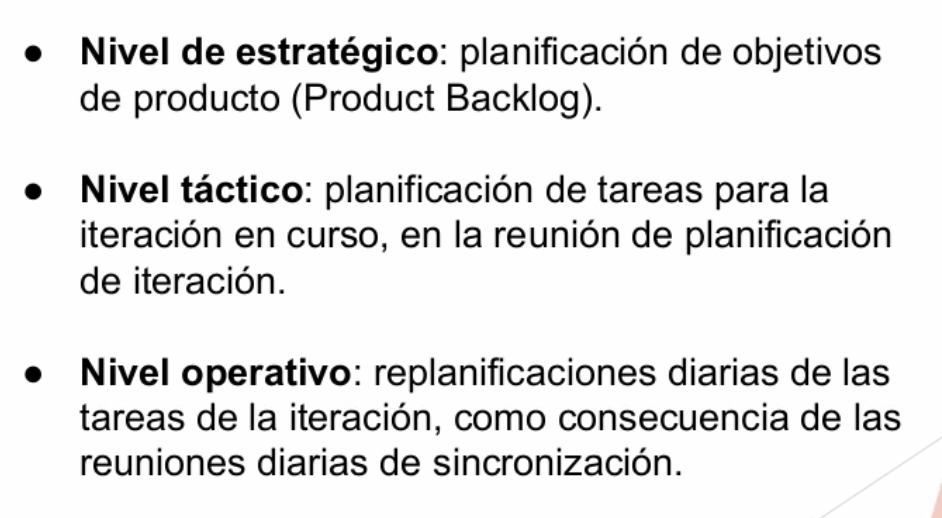 ● Nivel de estratégico: planificación de objetivos
de producto (Product Backlog).
● Nivel táctico: planificación de tareas para la
iteración en curso, en la reunión de planificación
de iteración.
● Nivel operativo: replanificaciones diarias de las
tareas de la iteración, como consecuencia de las
reuniones diarias de sincronización.